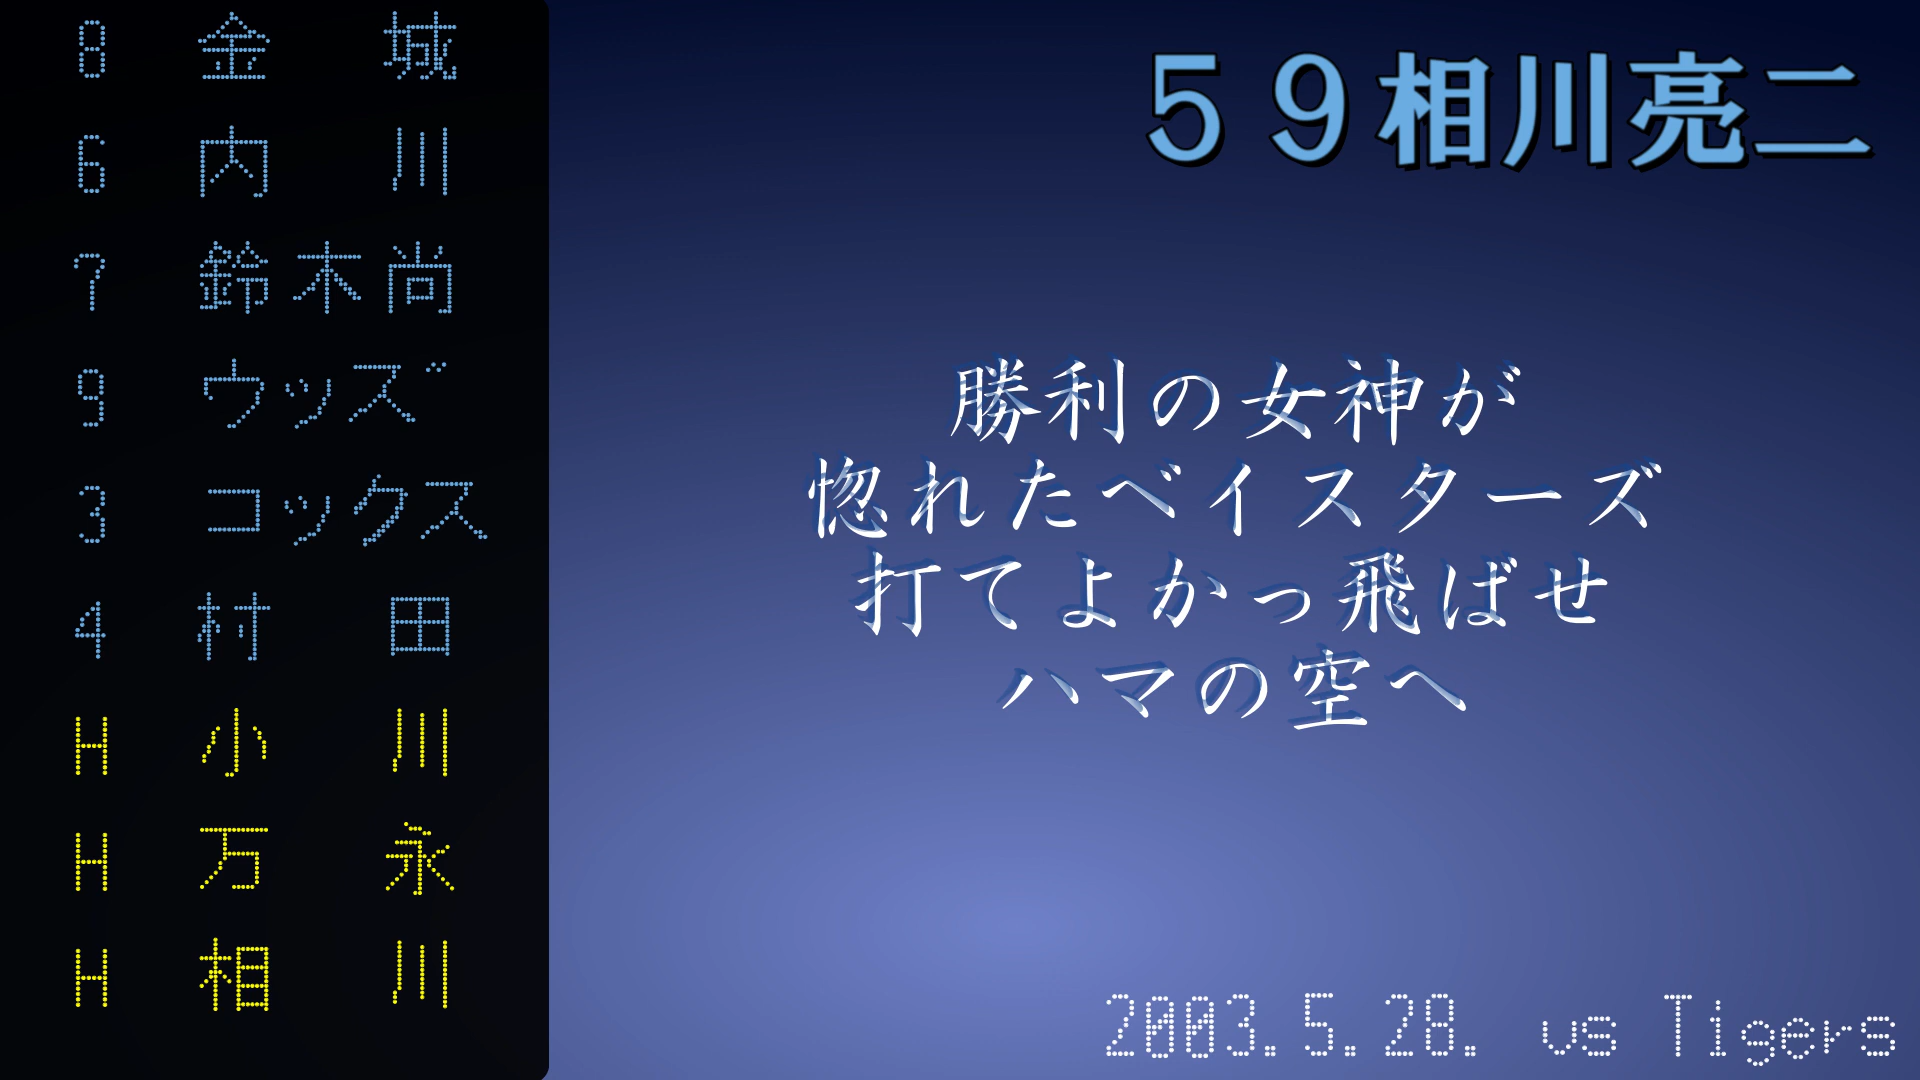 8 金城
6 内川
7 鈴木尚
9 ウッズ
3 コックス
4 村田
H 小川
H 万永
H 相川
59相川亮二
勝利の女神が
惚れたベイスターズ
打てよかっ飛ばせ
ハマの空へ
2003.5.28. vs Tigers